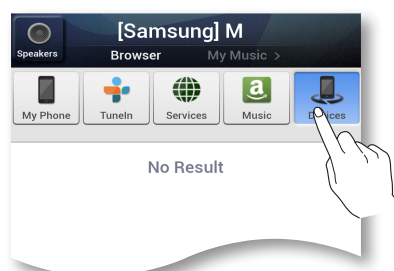 [Samsung] M
Speakers
Browser My Music >
My Phone TuneIn Services Music Devices
No Result